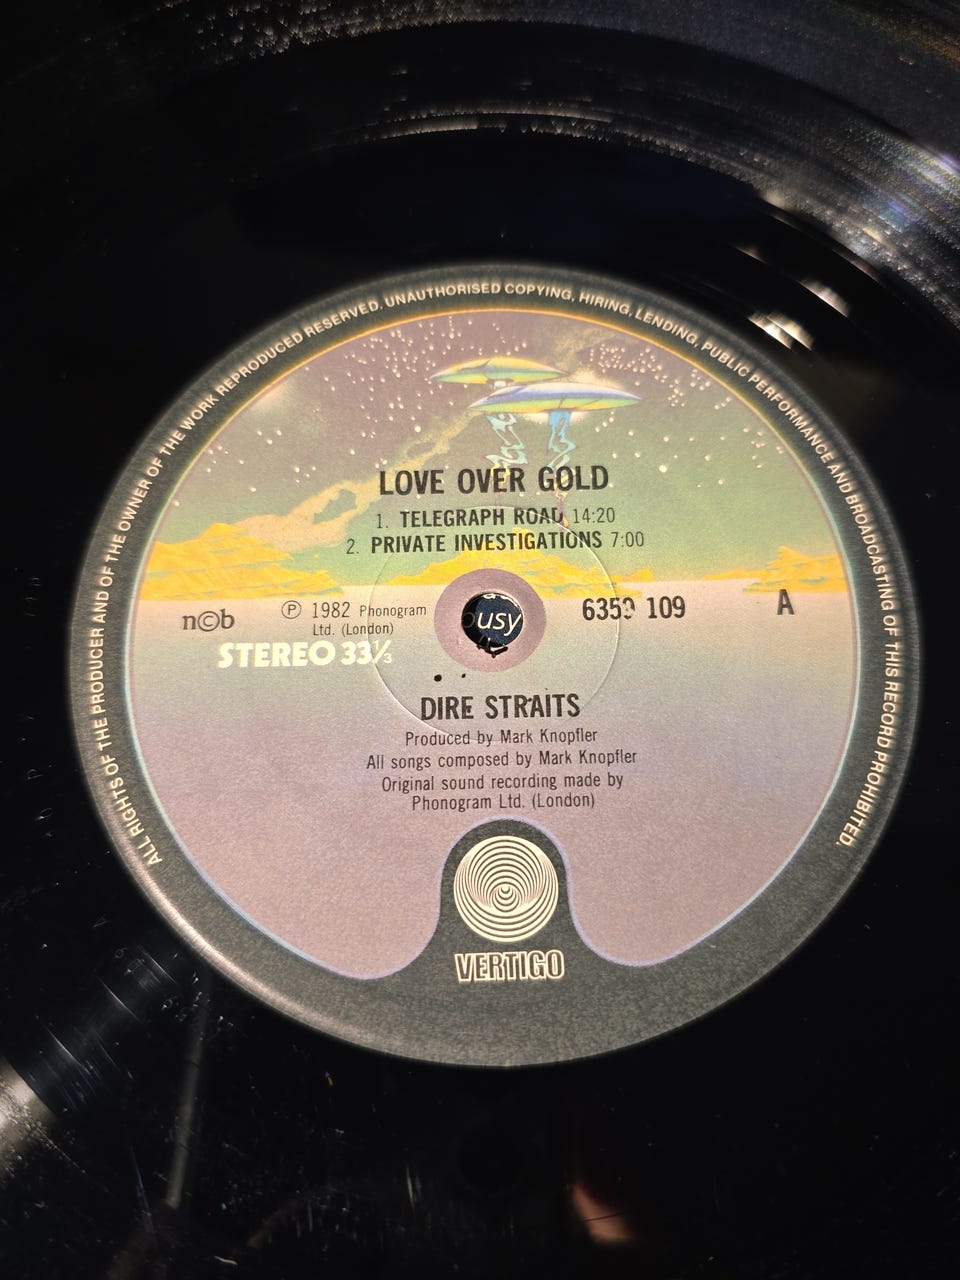 ALL RIGHTS OF THE PRODUCER AND OF THE OWNER OF THE WORK REPRODUCED RESERVED. UNAUTHORISED COPYING, HIRING, LENDING, PUBLIC PERFORMANCE AND BROADCASTING OF THIS RECORD PROHIBITED.
LOVE OVER GOLD
1. TELEGRAPH ROAD 14:20
2. PRIVATE INVESTIGATIONS 7:00
n©b
Ⓟ 1982 Phonogram
Ltd. (London)
STEREO 33⅓
ousy
6359 109
A
DIRE STRAITS
Produced by Mark Knopfler
All songs composed by Mark Knopfler
Original sound recording made by
Phonogram Ltd. (London)
VERTIGO